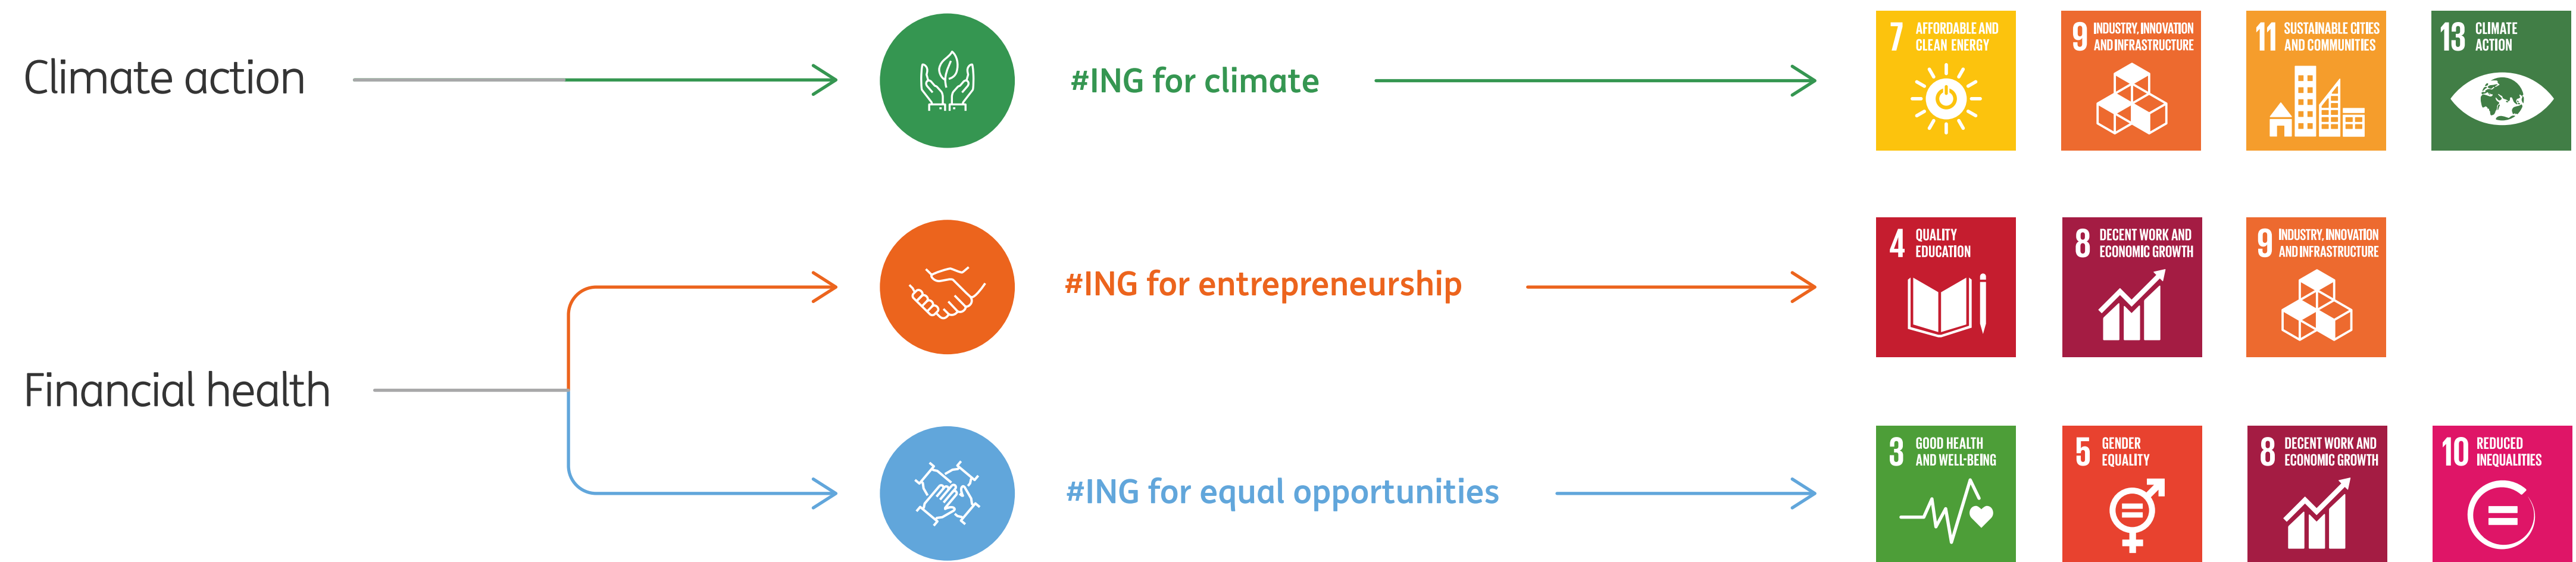 Climate action
#ING for climate
7 AFFORDABLE AND
CLEAN ENERGY
9 INDUSTRY, INNOVATION
AND INFRASTRUCTURE
11 SUSTAINABLE CITIES
AND COMMUNITIES
13 CLIMATE
ACTION
Financial health
#ING for entrepreneurship
4 QUALITY
EDUCATION
8 DECENT WORK AND
ECONOMIC GROWTH
9 INDUSTRY, INNOVATION
AND INFRASTRUCTURE
#ING for equal opportunities
3 GOOD HEALTH
AND WELL-BEING
5 GENDER
EQUALITY
8 DECENT WORK AND
ECONOMIC GROWTH
10 REDUCED
INEQUALITIES